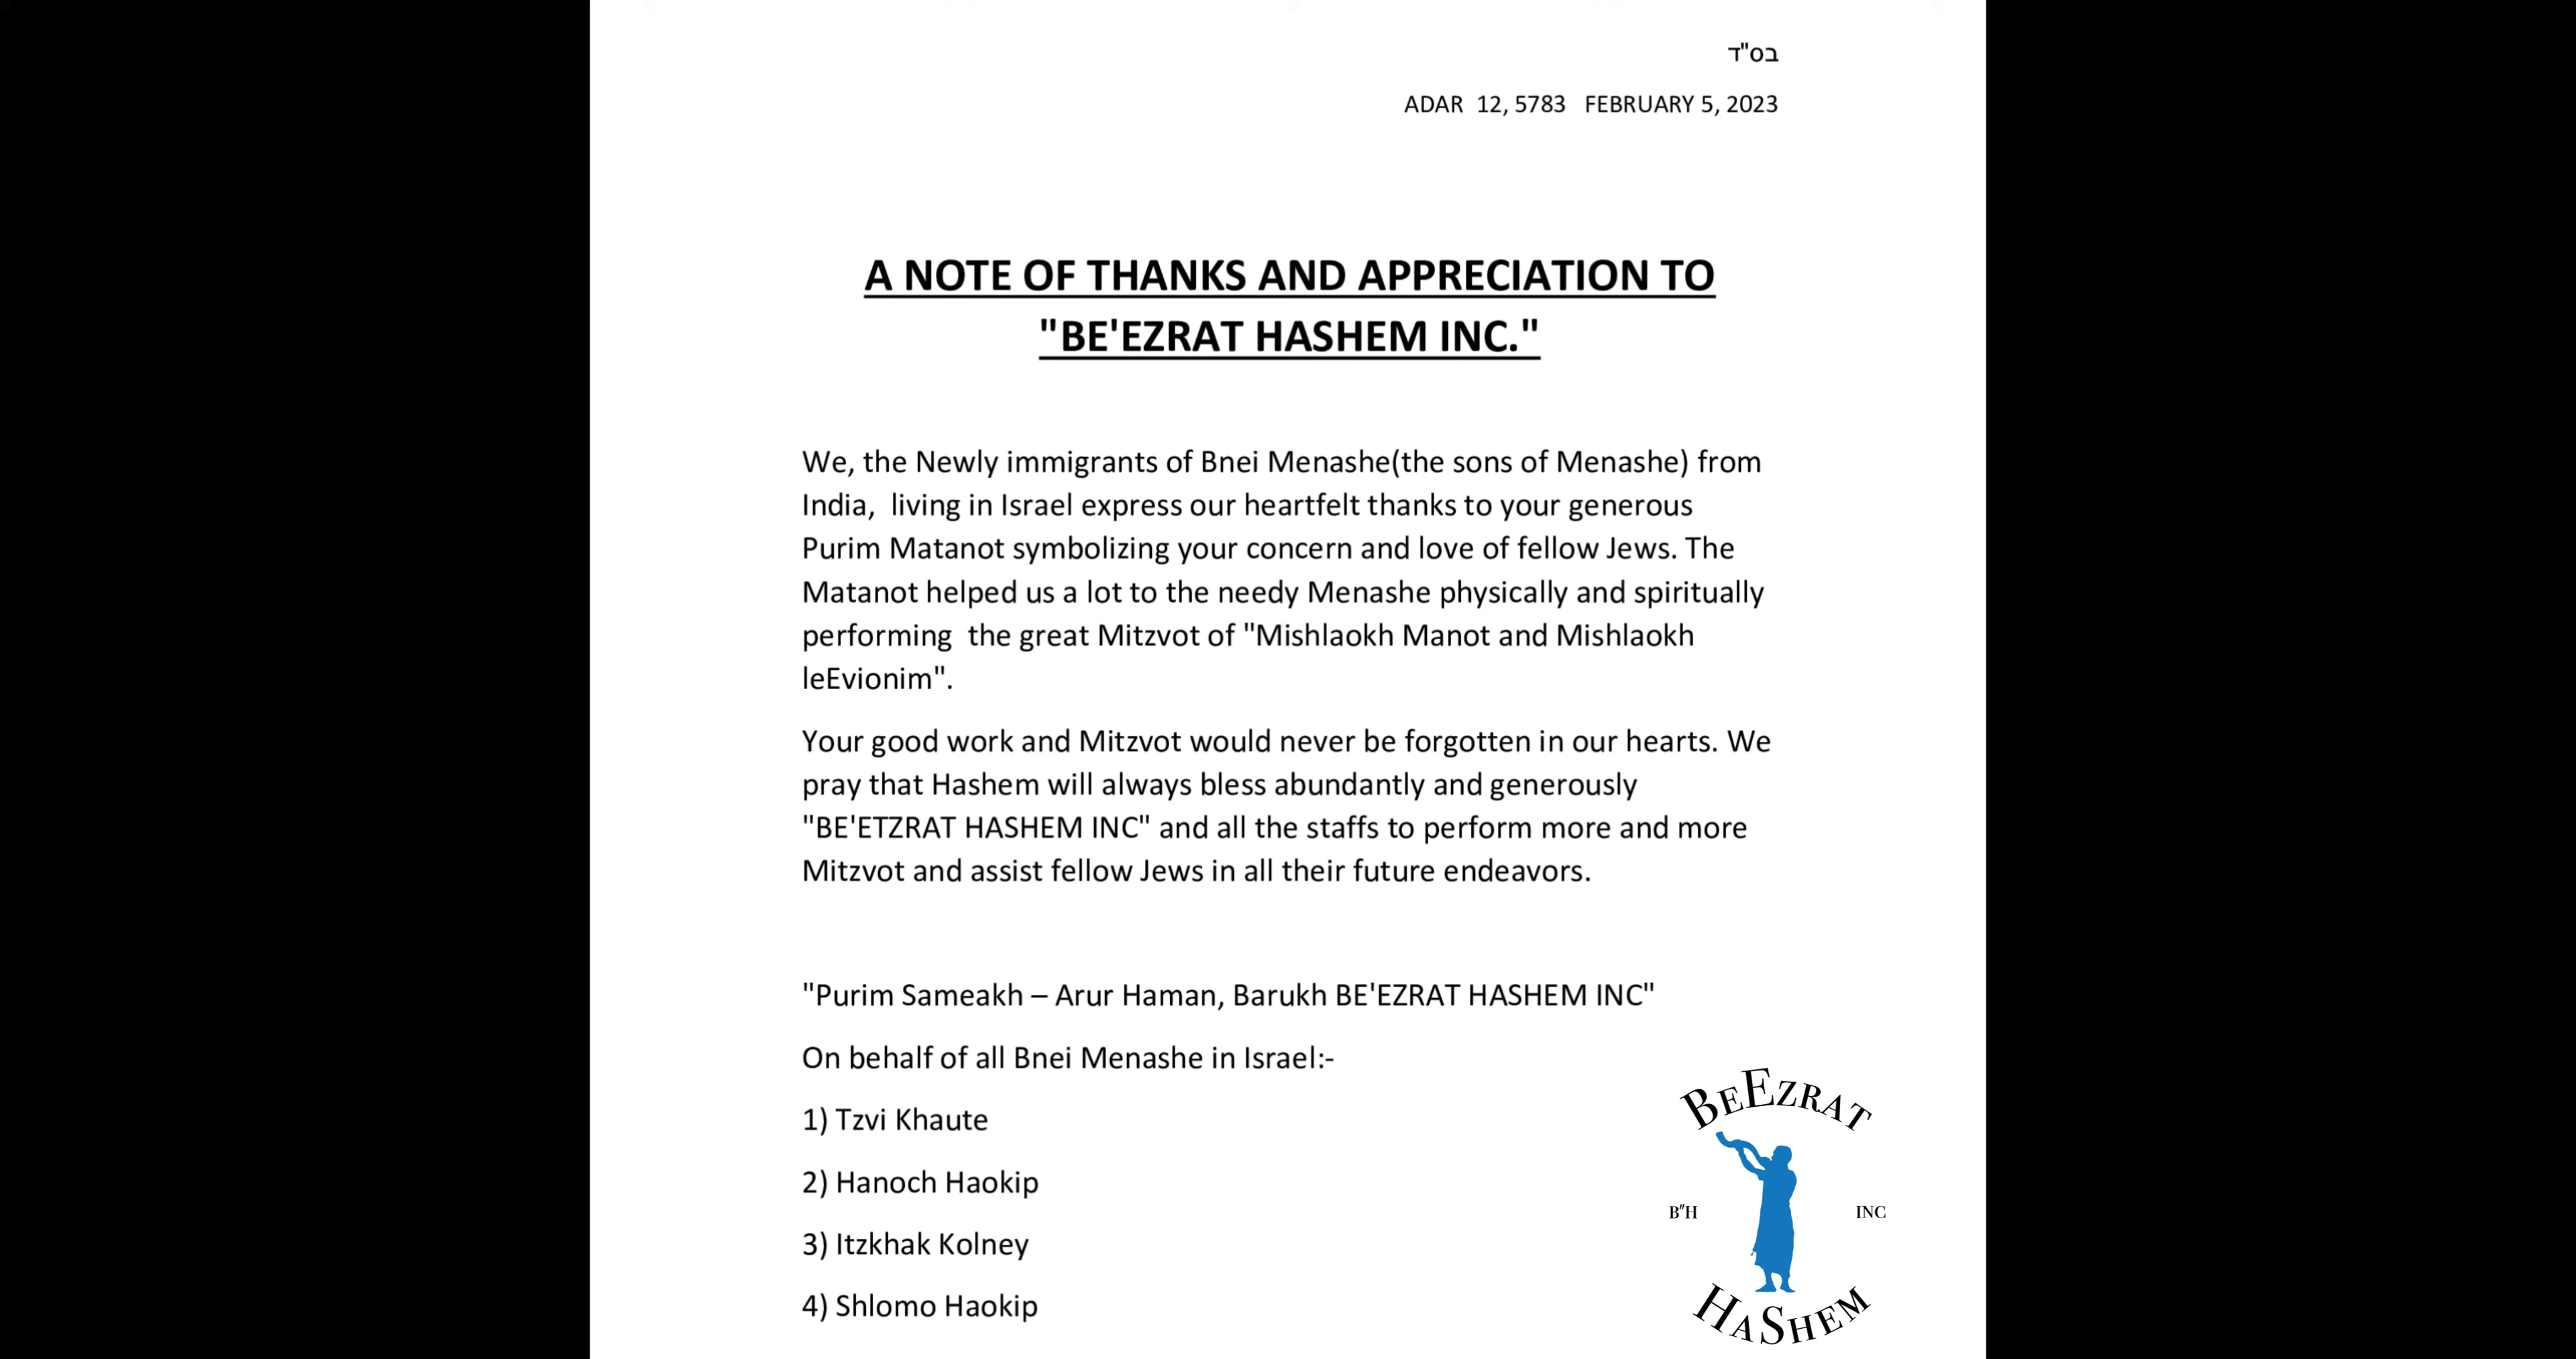 בס"ד
ADAR 12, 5783 FEBRUARY 5, 2023
A NOTE OF THANKS AND APPRECIATION TO
"BE'EZRAT HASHEM INC."
We, the Newly immigrants of Bnei Menashe(the sons of Menashe) from
India, living in Israel express our heartfelt thanks to your generous
Purim Matanot symbolizing your concern and love of fellow Jews. The
Matanot helped us a lot to the needy Menashe physically and spiritually
performing the great Mitzvot of "Mishlaokh Manot and Mishlaokh
leEvionim".
Your good work and Mitzvot would never be forgotten in our hearts. We
pray that Hashem will always bless abundantly and generously
"BE'ETZRAT HASHEM INC" and all the staffs to perform more and more
Mitzvot and assist fellow Jews in all their future endeavors.
"Purim Sameakh – Arur Haman, Barukh BE'EZRAT HASHEM INC"
On behalf of all Bnei Menashe in Israel:-
1) Tzvi Khaute
2) Hanoch Haokip
3) Itzkhak Kolney
4) Shlomo Haokip
BEEZRAT
B"H INC
HASHEM